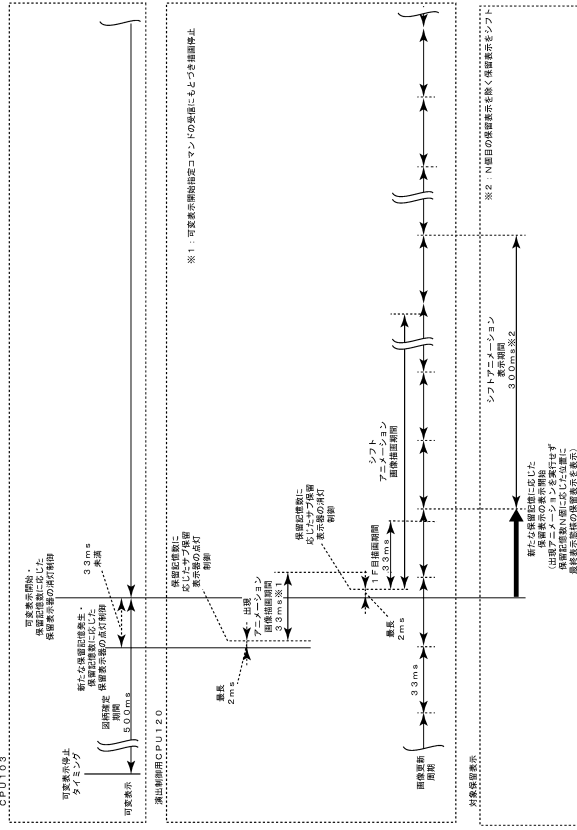 CPU103
可変表示停止
タイミング
可変表示
図柄確定
期間
500ms
新たな保留記憶発生・
保留記憶数に応じた
保留表示器の点灯制御
可変表示開始・
保留記憶数に応じた
保留表示器の消灯制御
33ms
未満
演出制御用CPU120
最長
2ms
保留記憶数に
応じたサブ保留
表示器の点灯
制御
出現
アニメーション
画像描画期間
33ms※1
保留記憶数に
応じたサブ保留
表示器の消灯
制御
最長
2ms
1F目描画期間
33ms
シフト
アニメーション
画像描画期間
画像更新
周期
33ms
※1：可変表示開始指定コマンドの受信にもとづき描画停止
対象保留表示
新たな保留記憶に応じた
保留表示の表示開始
(出現アニメーションを実行せず
保留記憶数N個に応じた位置に
最終表示態様の保留表示を表示)
シフトアニメーション
表示期間
300ms※2
※2：N個目の保留表示を除く保留表示をシフト